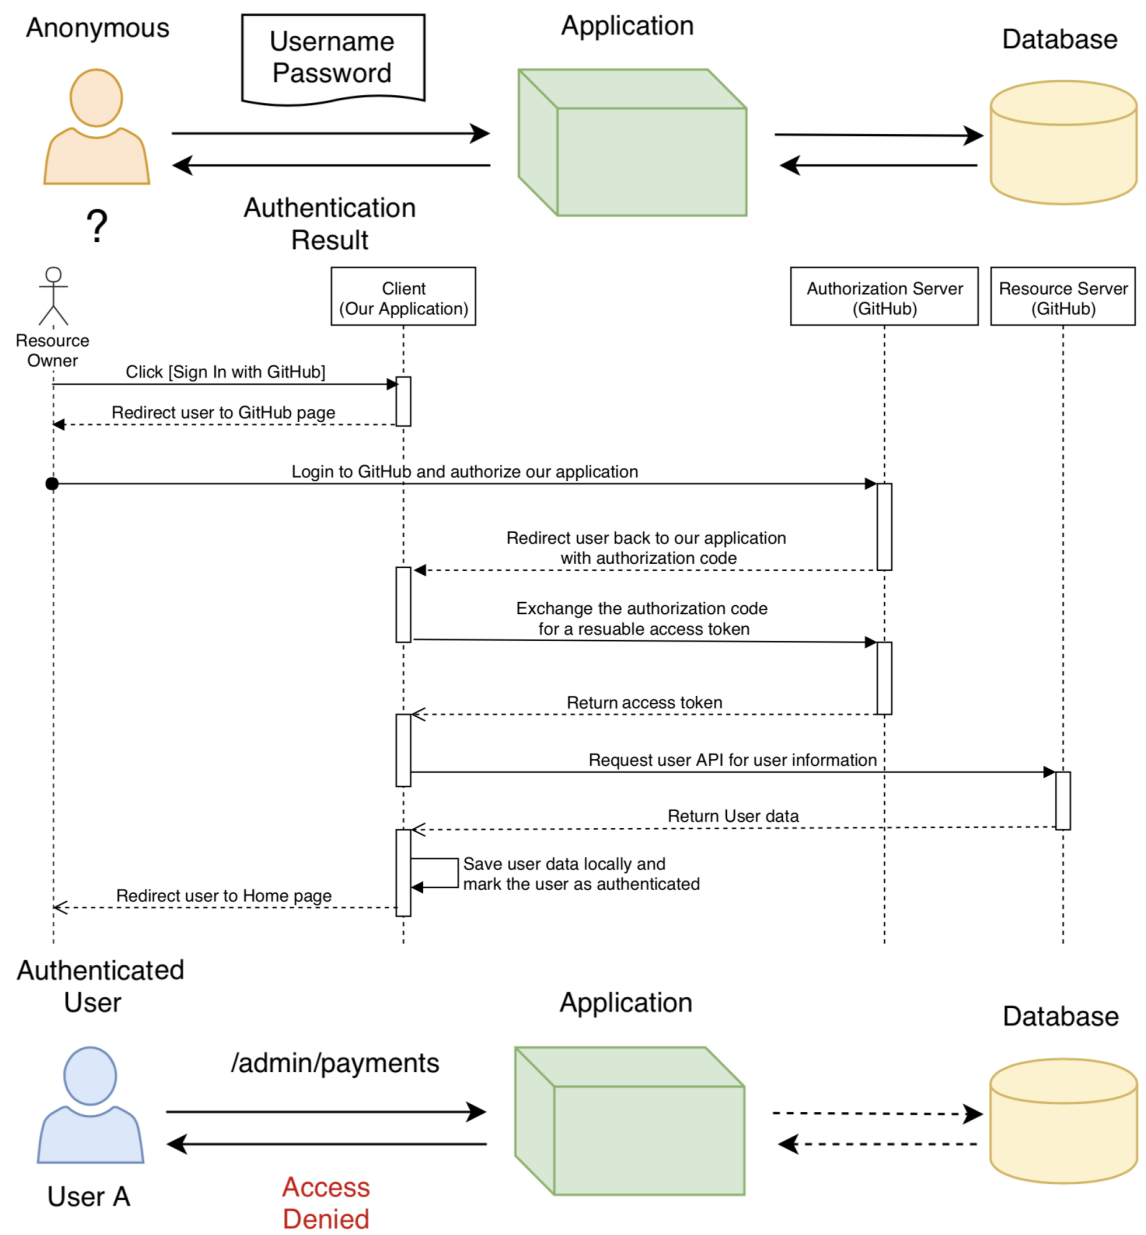 Anonymous
Username
Password
Application
Database
Authentication
Result
?
Resource
Owner
Client
(Our Application)
Authorization Server
(GitHub)
Resource Server
(GitHub)
Click [Sign In with GitHub]
Redirect user to GitHub page
Login to GitHub and authorize our application
Redirect user back to our application
with authorization code
Exchange the authorization code
for a resuable access token
Return access token
Request user API for user information
Return User data
Save user data locally and
mark the user as authenticated
Redirect user to Home page
Authenticated
User
/admin/payments
Application
Database
User A
Access
Denied